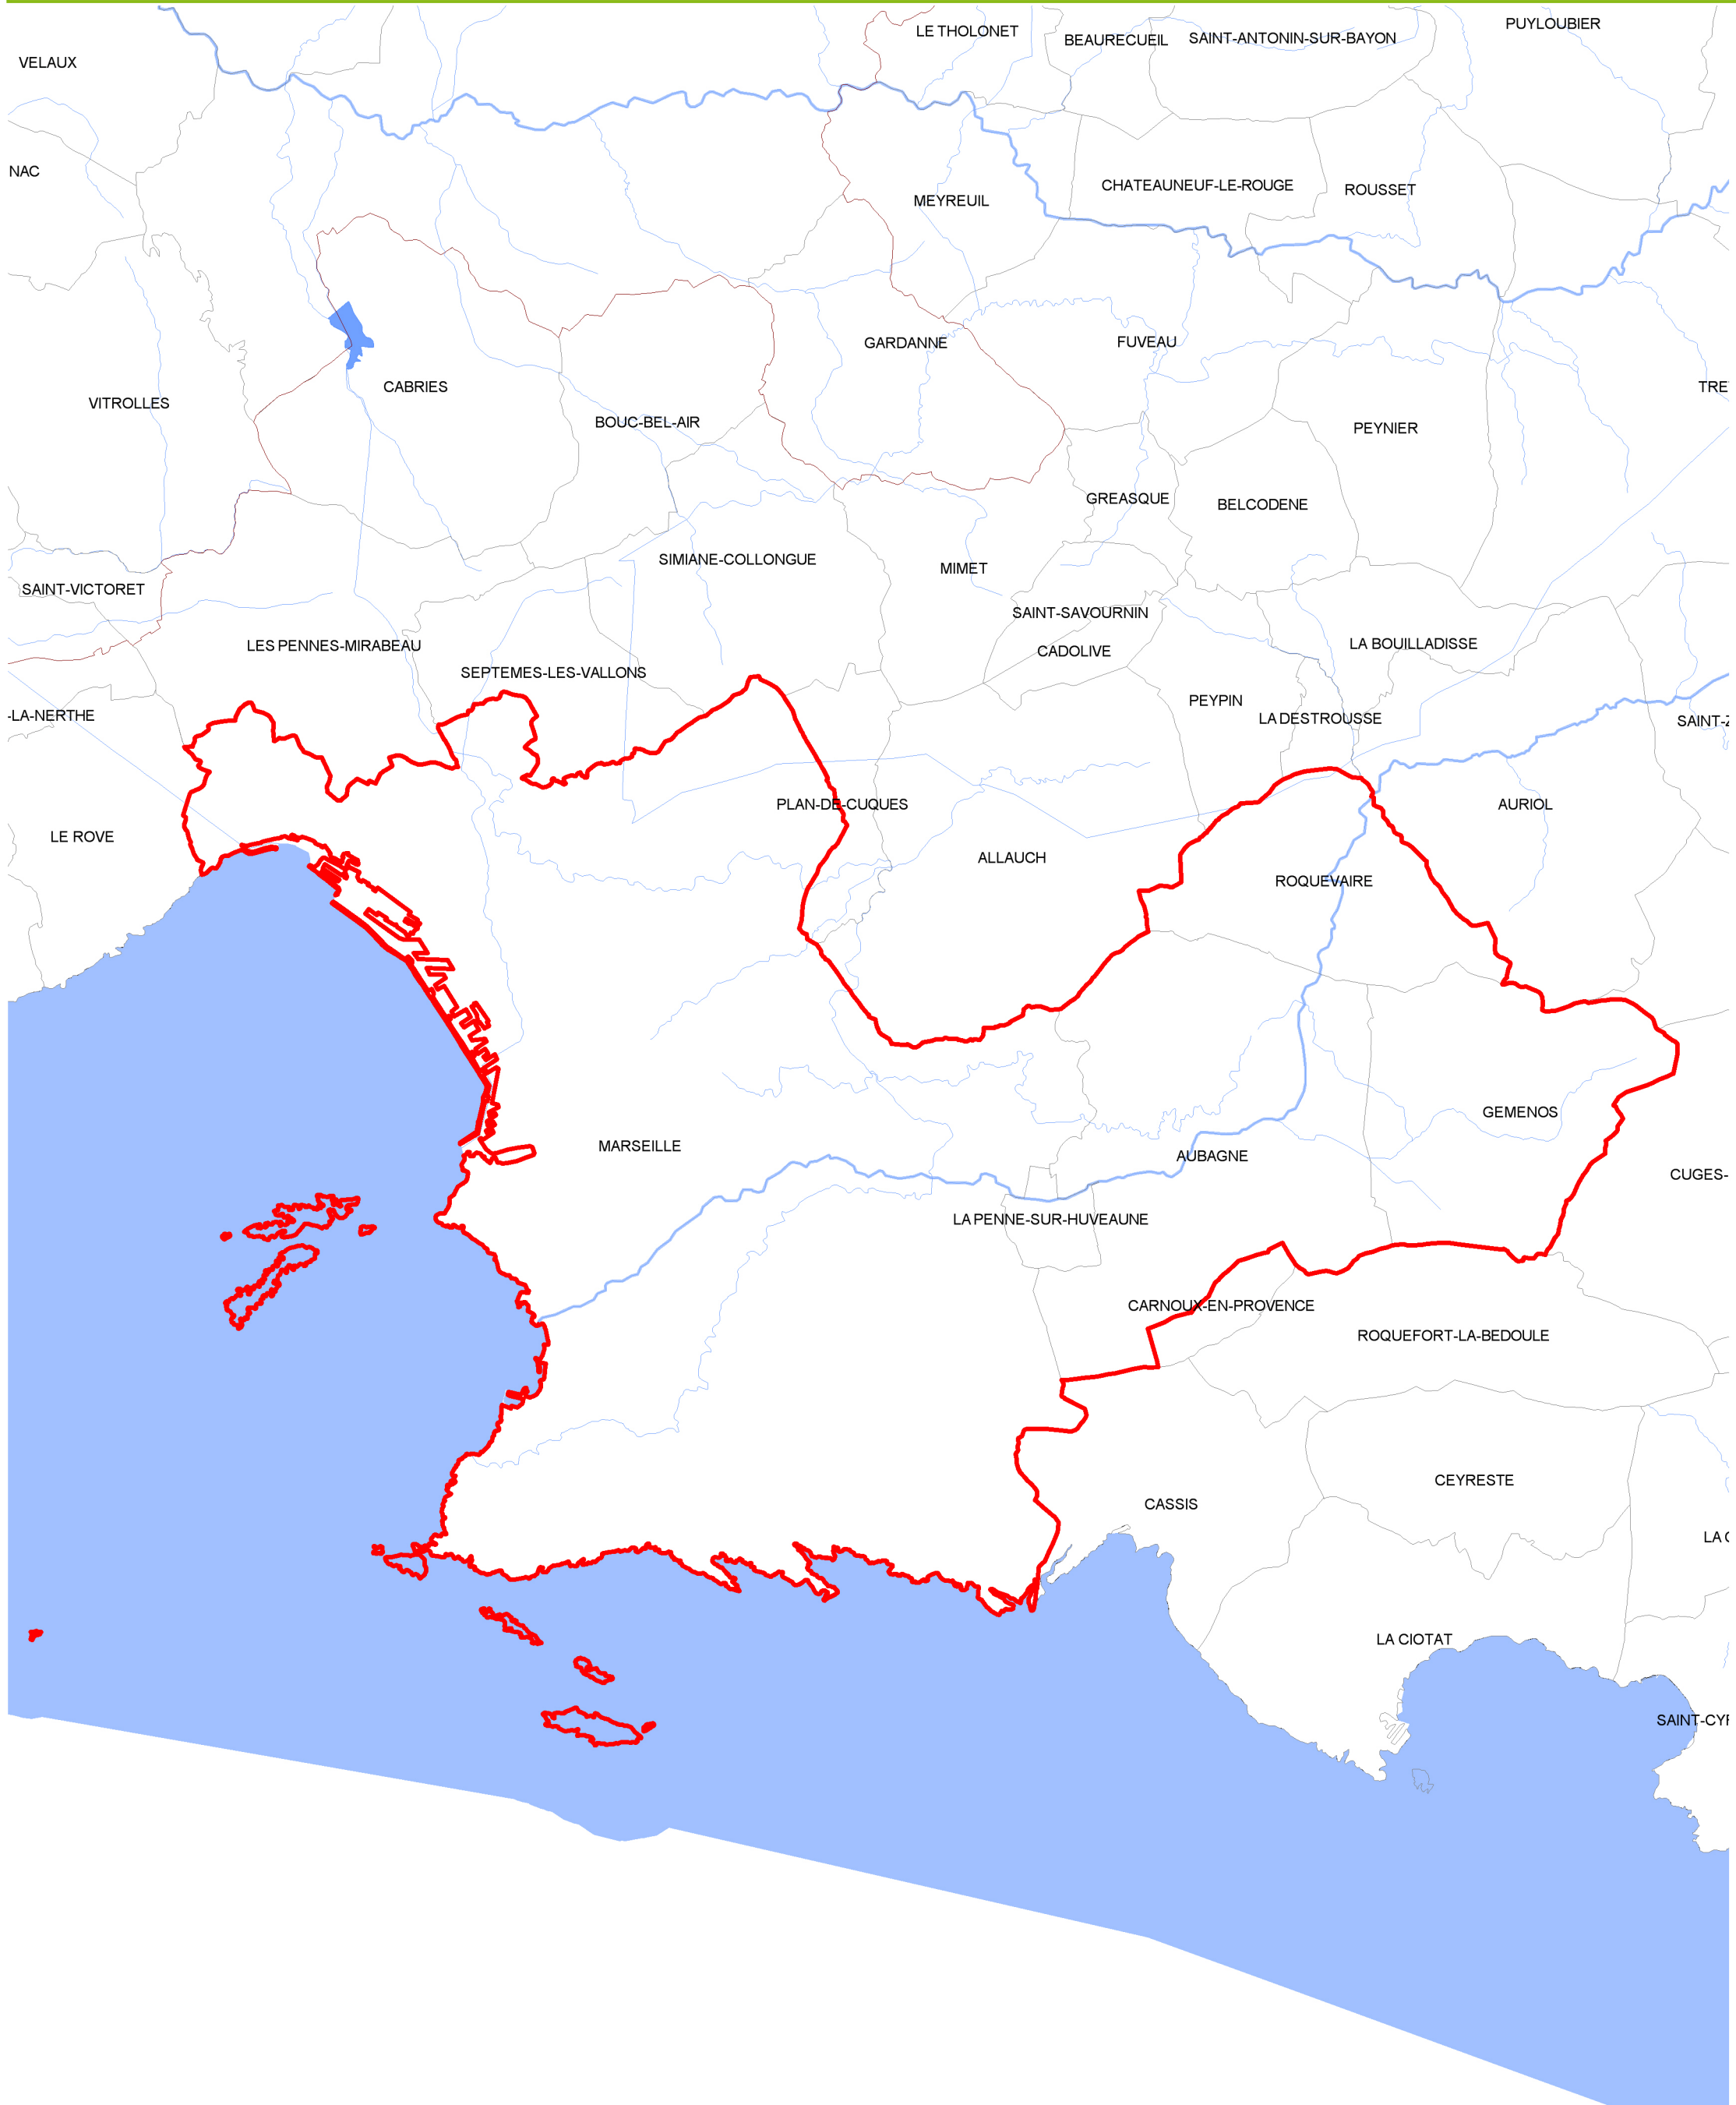 LE THOLONET
BEAURECUEIL
SAINT-ANTONIN-SUR-BAYON
PUYLOUBIER
VELAUX
NAC
CHATEAUNEUF-LE-ROUGE
ROUSSET
MEYREUIL
GARDANNE
FUVEAU
CABRIES
TRE
VITROLLES
BOUC-BEL-AIR
PEYNIER
GREASQUE
BELCODENE
SIMIANE-COLLONGUE
MIMET
SAINT-VICTORET
SAINT-SAVOURNIN
LES PENNES-MIRABEAU
CADOLIVE
LA BOUILLADISSE
SEPTEMES-LES-VALLONS
PEYPIN
-LA-NERTHE
LA DESTROUSSE
SAINT-Z
PLAN-DE-CUQUES
AURIOL
LE ROVE
ALLAUCH
ROQUEVAIRE
GEMENOS
MARSEILLE
AUBAGNE
CUGES-
LA PENNE-SUR-HUVEAUNE
CARNOUX-EN-PROVENCE
ROQUEFORT-LA-BEDOULE
CEYRESTE
CASSIS
LA C
LA CIOTAT
SAINT-CYR